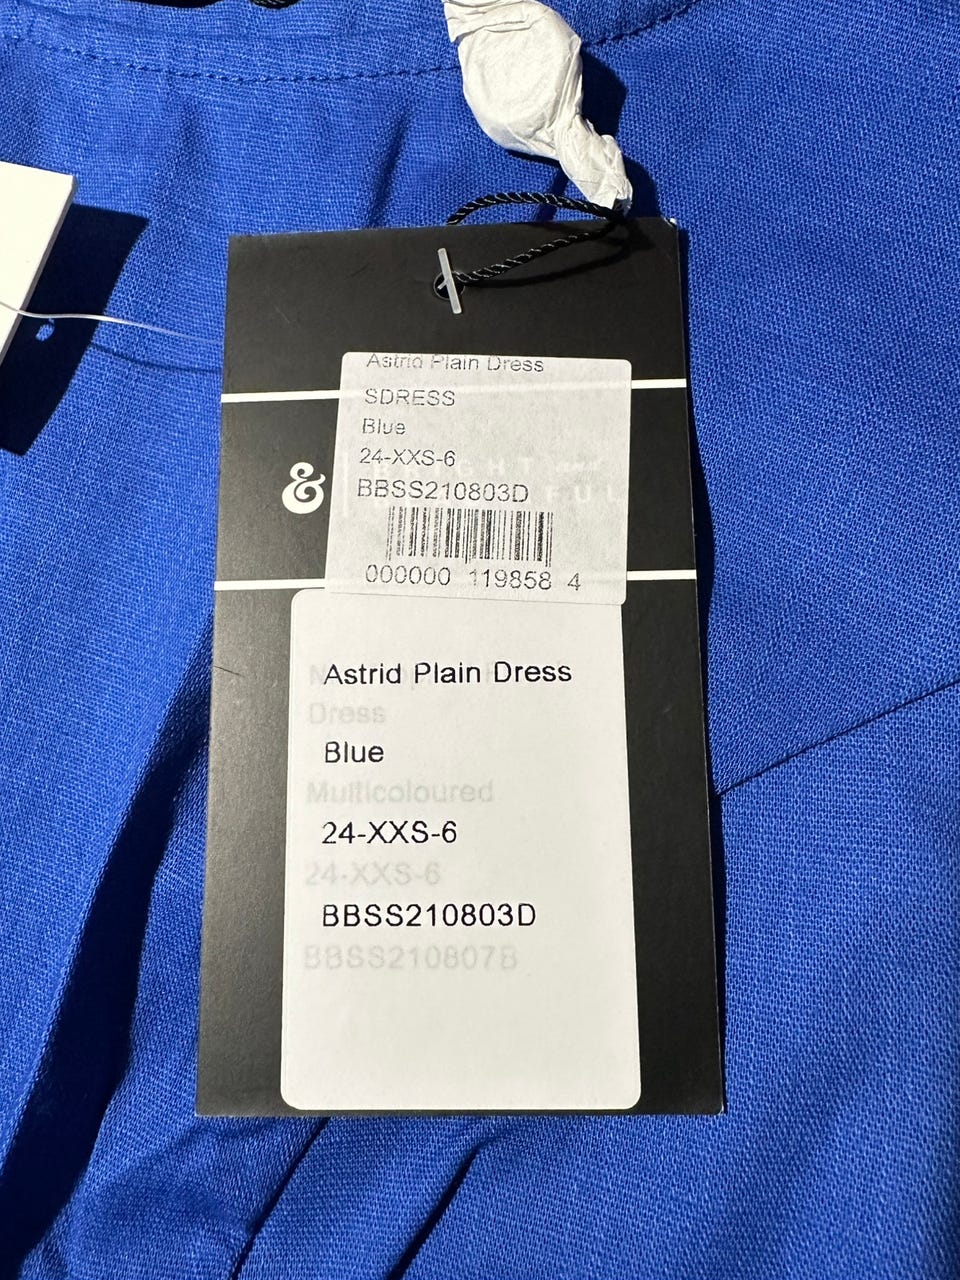 Astrid Plain Dress
SDRESS
Blue
24-XXS-6
BBSS210803D
&
000000 119858 4
Astrid Plain Dress
Dress
Blue
Multicoloured
24-XXS-6
24-XXS-6
BBSS210803D
BBSS210807B